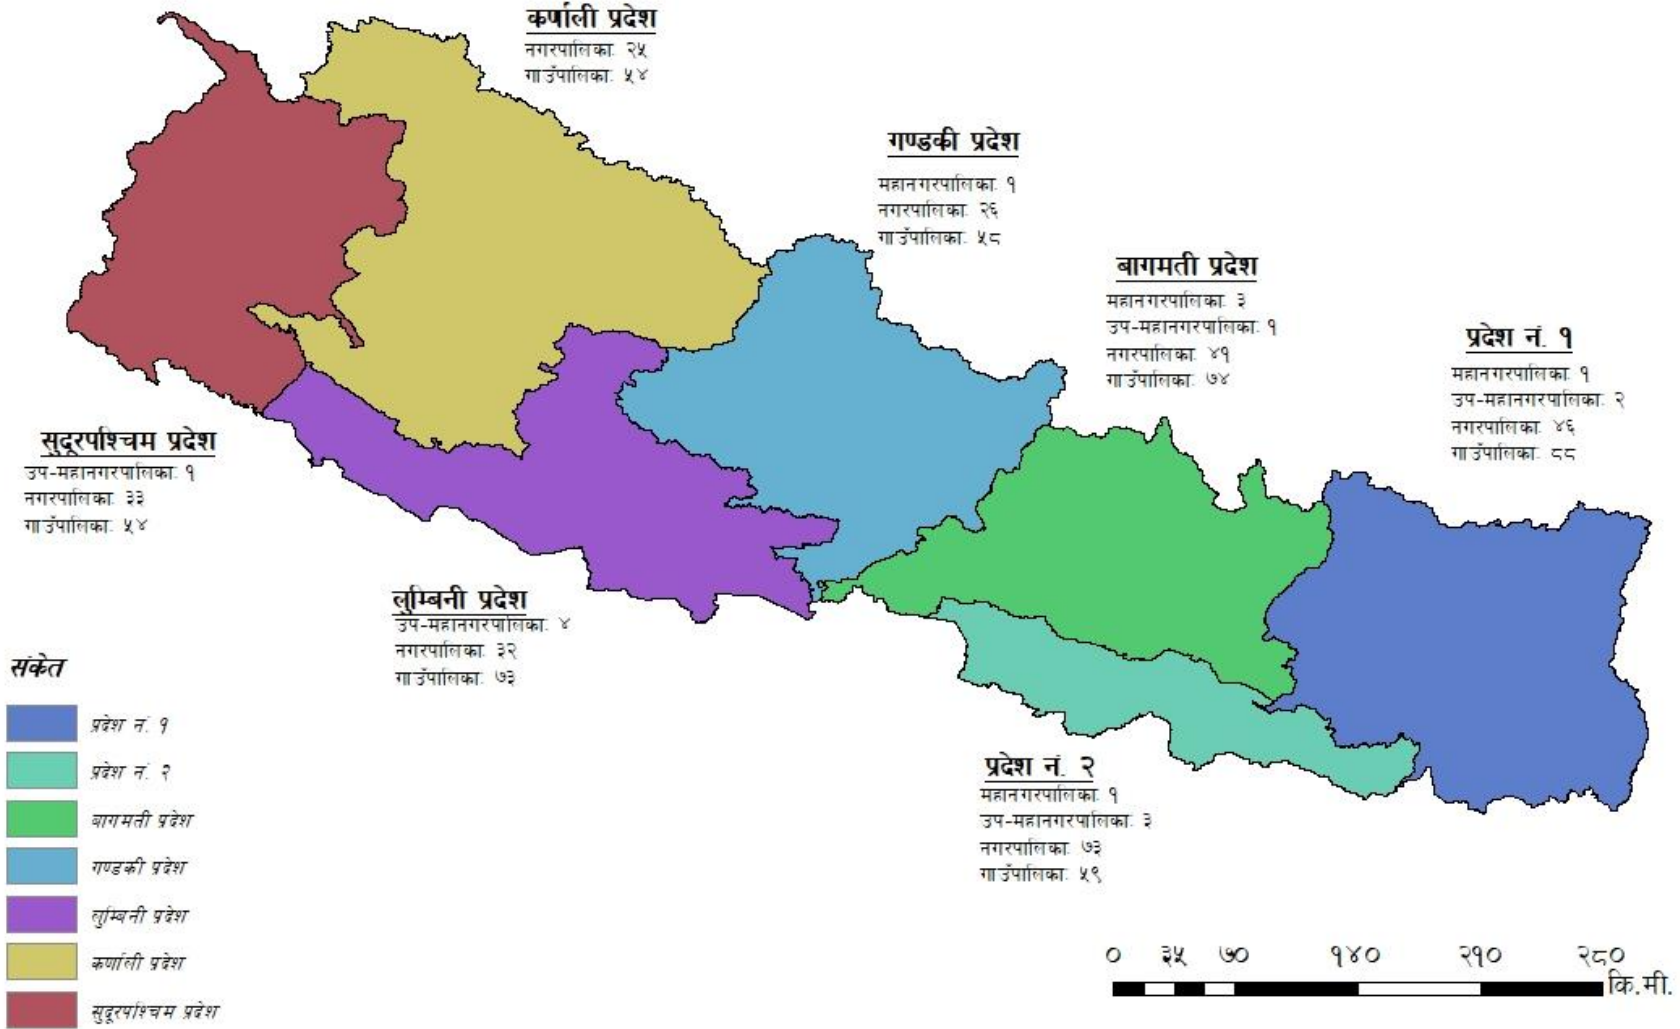 कर्णाली प्रदेश
नगरपालिका: २५
गाउँपालिका: ५४
गण्डकी प्रदेश
महानगरपालिका: १
नगरपालिका: २६
गाउँपालिका: ५८
बागमती प्रदेश
महानगरपालिका: ३
उप-महानगरपालिका: १
नगरपालिका: ४१
गाउँपालिका: ७४
प्रदेश नं. १
महानगरपालिका: १
उप-महानगरपालिका: २
नगरपालिका: ४६
गाउँपालिका: ८८
सुदूरपश्चिम प्रदेश
उप-महानगरपालिका: १
नगरपालिका: ३३
गाउँपालिका: ५४
लुम्बिनी प्रदेश
उप-महानगरपालिका: ४
नगरपालिका: ३२
गाउँपालिका: ७३
प्रदेश नं. २
महानगरपालिका: १
उप-महानगरपालिका: ३
नगरपालिका: ७३
गाउँपालिका: ५९
संकेत
प्रदेश नं. १
प्रदेश नं. २
बागमती प्रदेश
गण्डकी प्रदेश
लुम्बिनी प्रदेश
कर्णाली प्रदेश
सुदूरपश्चिम प्रदेश
० ३५ ७० १४० २१० २८०
कि.मी.